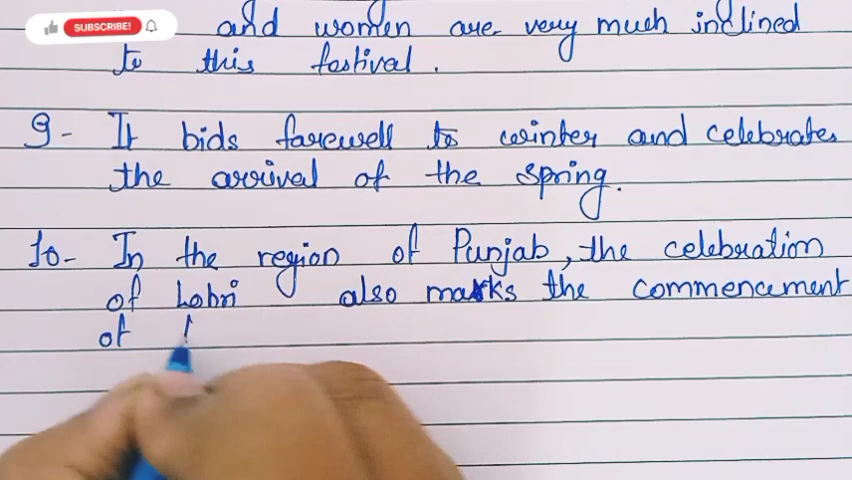 SUBSCRIBE!
and women are very much inclined
to this festival.
9- It bids farewell to winter and celebrates
the arrival of the spring.
10- In the region of Punjab, the celebration
of Lohri also marks the commencement
of